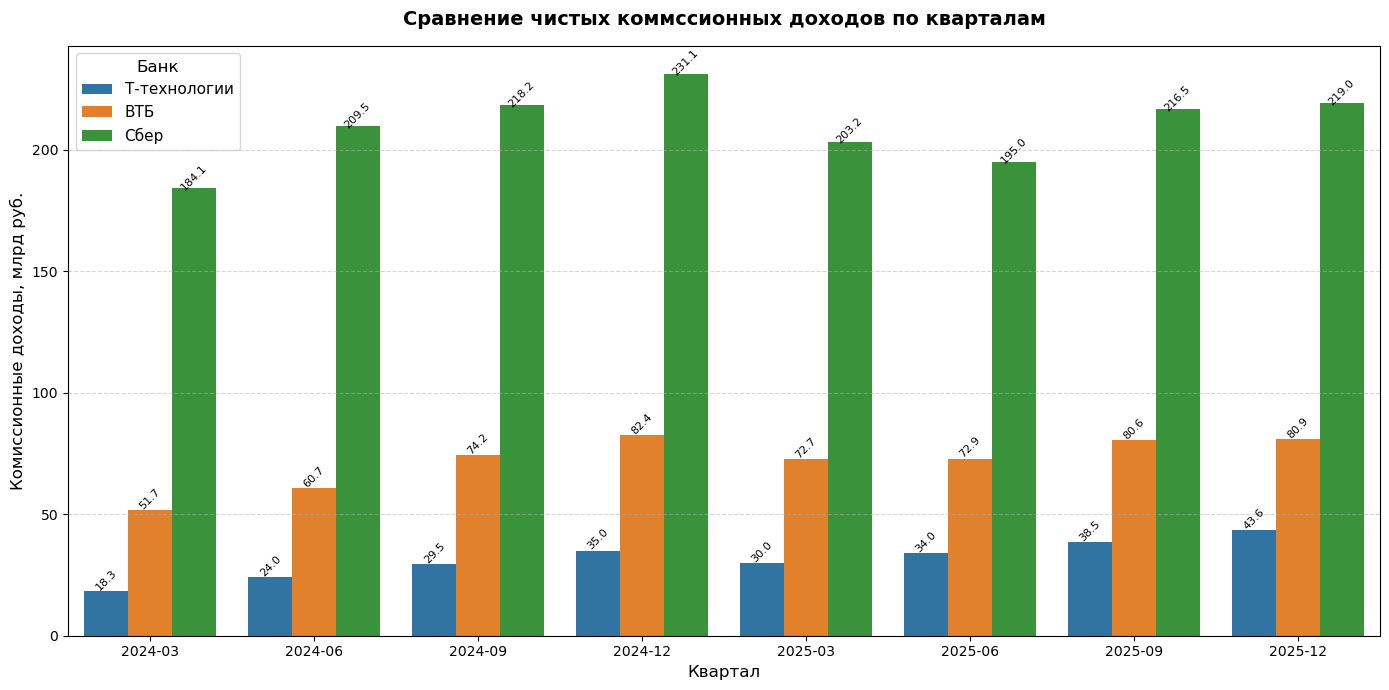 Сравнение чистых коммссионных доходов по кварталам
Комиссионные доходы, млрд руб.
200
150
100
50
0
Банк
Т-технологии
ВТБ
Сбер
18.3 51.7 184.1
24.0 60.7 209.5
29.5 74.2 218.2
35.0 82.4 231.1
30.0 72.7 203.2
34.0 72.9 195.0
38.5 80.6 216.5
43.6 80.9 219.0
2024-03 2024-06 2024-09 2024-12 2025-03 2025-06 2025-09 2025-12
Квартал